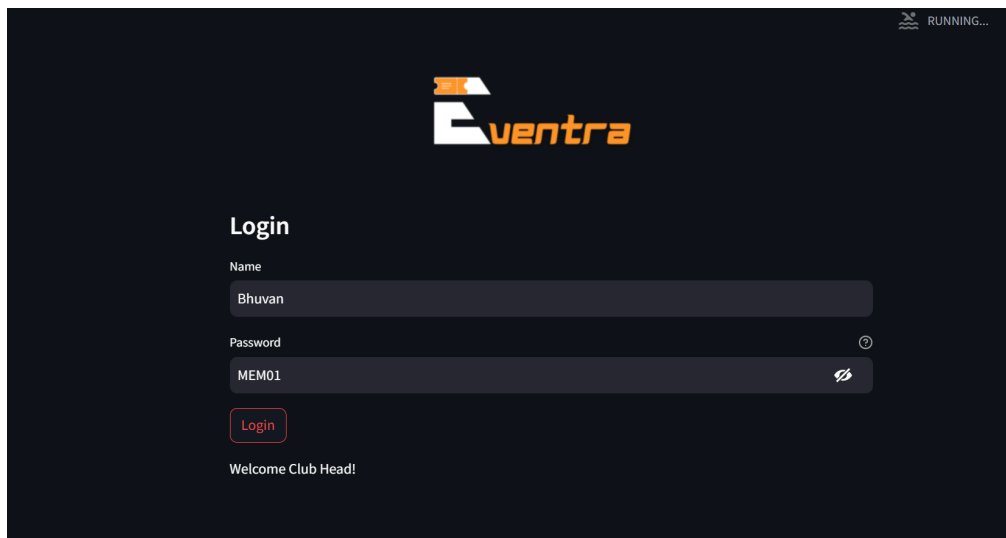 RUNNING...
Eventra
Login
Name
Bhuvan
Password
MEM01
Login
Welcome Club Head!